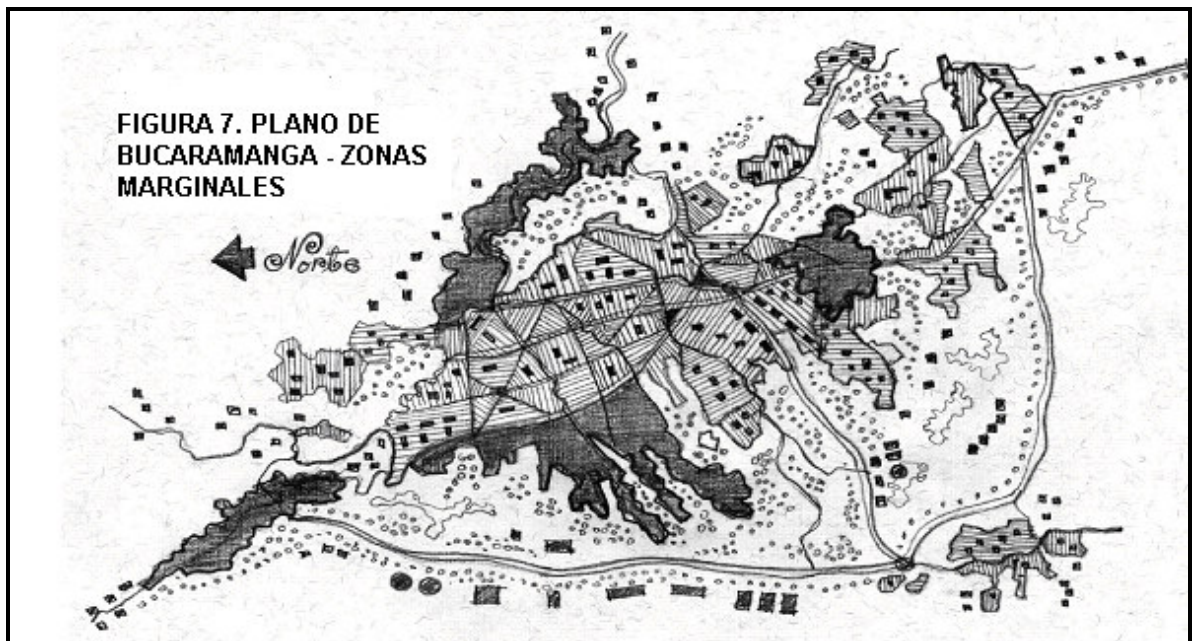 FIGURA 7. PLANO DE
BUCARAMANGA - ZONAS
MARGINALES
Norte